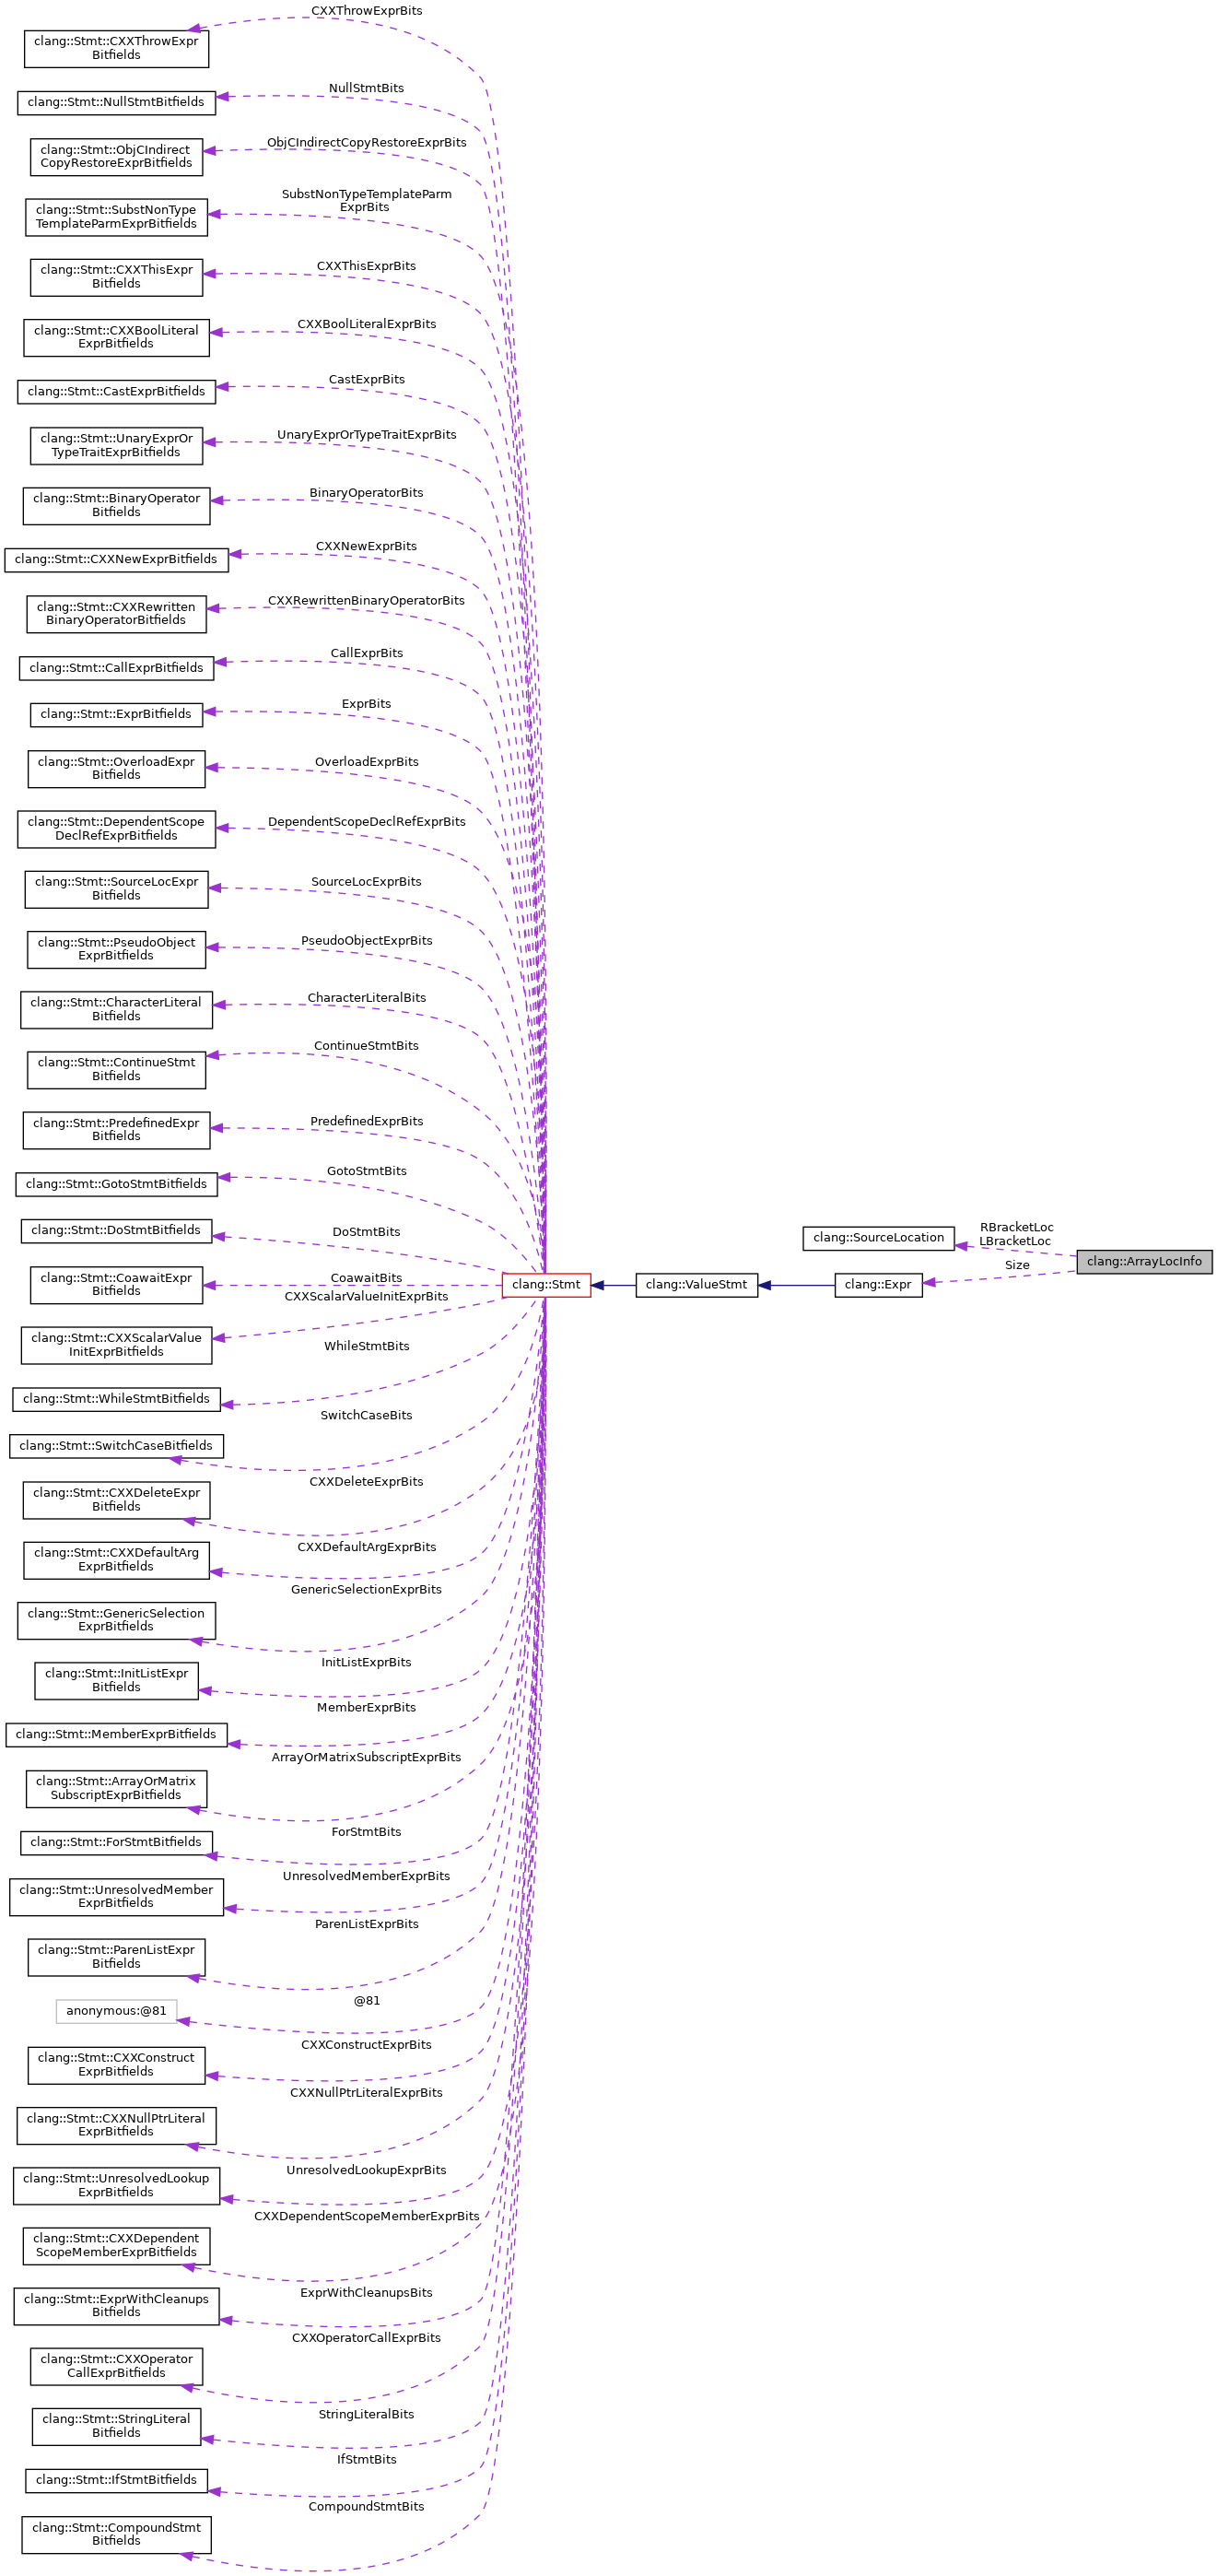 CXXThrowExprBits
clang::Stmt::CXXThrowExpr
Bitfields
NullStmtBits
clang::Stmt::NullStmtBitfields
ObjCIndirectCopyRestoreExprBits
clang::Stmt::ObjCIndirect
CopyRestoreExprBitfields
SubstNonTypeTemplateParm
ExprBits
clang::Stmt::SubstNonType
TemplateParmExprBitfields
CXXThisExprBits
clang::Stmt::CXXThisExpr
Bitfields
CXXBoolLiteralExprBits
clang::Stmt::CXXBoolLiteral
ExprBitfields
CastExprBits
clang::Stmt::CastExprBitfields
UnaryExprOrTypeTraitExprBits
clang::Stmt::UnaryExprOr
TypeTraitExprBitfields
BinaryOperatorBits
clang::Stmt::BinaryOperator
Bitfields
CXXNewExprBits
clang::Stmt::CXXNewExprBitfields
CXXRewrittenBinaryOperatorBits
clang::Stmt::CXXRewritten
BinaryOperatorBitfields
CallExprBits
clang::Stmt::CallExprBitfields
ExprBits
clang::Stmt::ExprBitfields
OverloadExprBits
clang::Stmt::OverloadExpr
Bitfields
DependentScopeDeclRefExprBits
clang::Stmt::DependentScope
DeclRefExprBitfields
SourceLocExprBits
clang::Stmt::SourceLocExpr
Bitfields
PseudoObjectExprBits
clang::Stmt::PseudoObject
ExprBitfields
CharacterLiteralBits
clang::Stmt::CharacterLiteral
Bitfields
ContinueStmtBits
clang::Stmt::ContinueStmt
Bitfields
PredefinedExprBits
clang::Stmt::PredefinedExpr
Bitfields
GotoStmtBits
clang::Stmt::GotoStmtBitfields
DoStmtBits
clang::Stmt::DoStmtBitfields
RBracketLoc
LBracketLoc
clang::SourceLocation
clang::ArrayLocInfo
Size
CoawaitBits
clang::Stmt::CoawaitExpr
Bitfields
clang::Stmt
clang::ValueStmt
clang::Expr
CXXScalarValueInitExprBits
clang::Stmt::CXXScalarValue
InitExprBitfields
WhileStmtBits
clang::Stmt::WhileStmtBitfields
SwitchCaseBits
clang::Stmt::SwitchCaseBitfields
CXXDeleteExprBits
clang::Stmt::CXXDeleteExpr
Bitfields
CXXDefaultArgExprBits
clang::Stmt::CXXDefaultArg
ExprBitfields
GenericSelectionExprBits
clang::Stmt::GenericSelection
ExprBitfields
InitListExprBits
clang::Stmt::InitListExpr
Bitfields
MemberExprBits
clang::Stmt::MemberExprBitfields
ArrayOrMatrixSubscriptExprBits
clang::Stmt::ArrayOrMatrix
SubscriptExprBitfields
ForStmtBits
clang::Stmt::ForStmtBitfields
UnresolvedMemberExprBits
clang::Stmt::UnresolvedMember
ExprBitfields
ParenListExprBits
clang::Stmt::ParenListExpr
Bitfields
@81
anonymous:@81
CXXConstructExprBits
clang::Stmt::CXXConstruct
ExprBitfields
CXXNullPtrLiteralExprBits
clang::Stmt::CXXNullPtrLiteral
ExprBitfields
UnresolvedLookupExprBits
clang::Stmt::UnresolvedLookup
ExprBitfields
CXXDependentScopeMemberExprBits
clang::Stmt::CXXDependent
ScopeMemberExprBitfields
ExprWithCleanupsBits
clang::Stmt::ExprWithCleanups
Bitfields
CXXOperatorCallExprBits
clang::Stmt::CXXOperator
CallExprBitfields
StringLiteralBits
clang::Stmt::StringLiteral
Bitfields
IfStmtBits
clang::Stmt::IfStmtBitfields
CompoundStmtBits
clang::Stmt::CompoundStmt
Bitfields